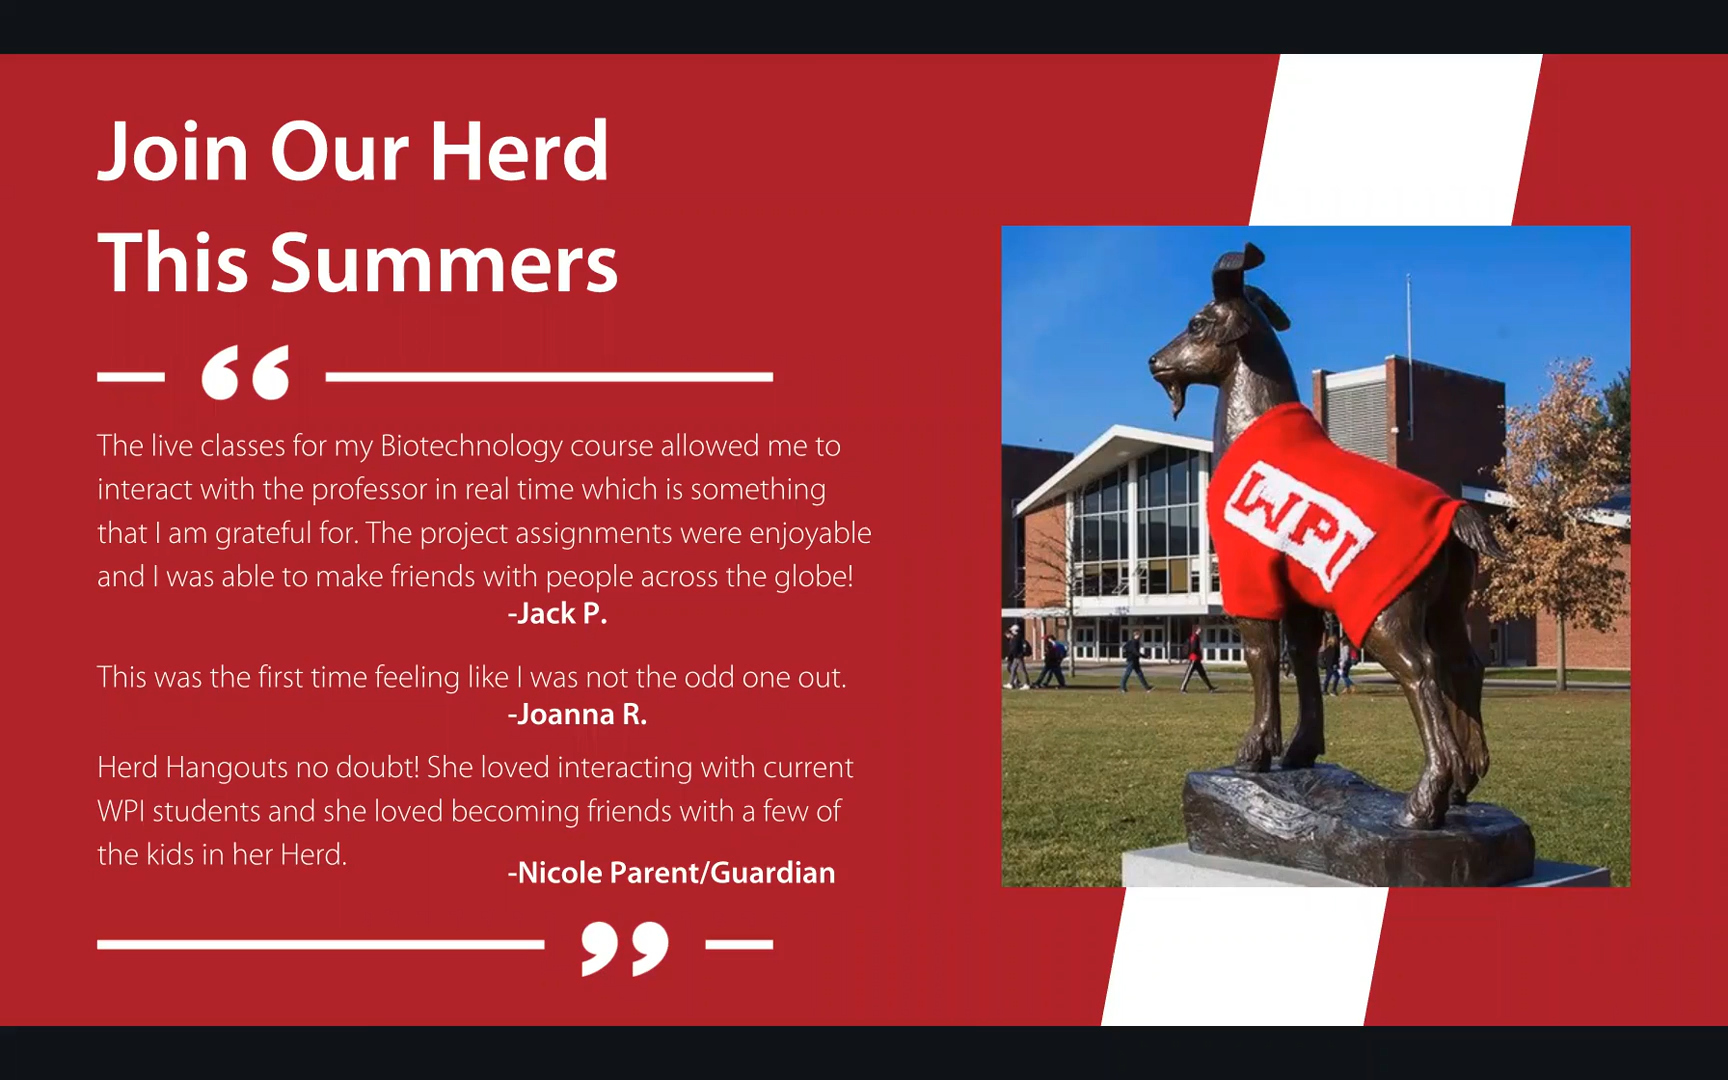 Join Our Herd
This Summers
“
The live classes for my Biotechnology course allowed me to
interact with the professor in real time which is something
that I am grateful for. The project assignments were enjoyable
and I was able to make friends with people across the globe!
-Jack P.
This was the first time feeling like I was not the odd one out.
-Joanna R.
Herd Hangouts no doubt! She loved interacting with current
WPI students and she loved becoming friends with a few of
the kids in her Herd.
-Nicole Parent/Guardian
”
WPI